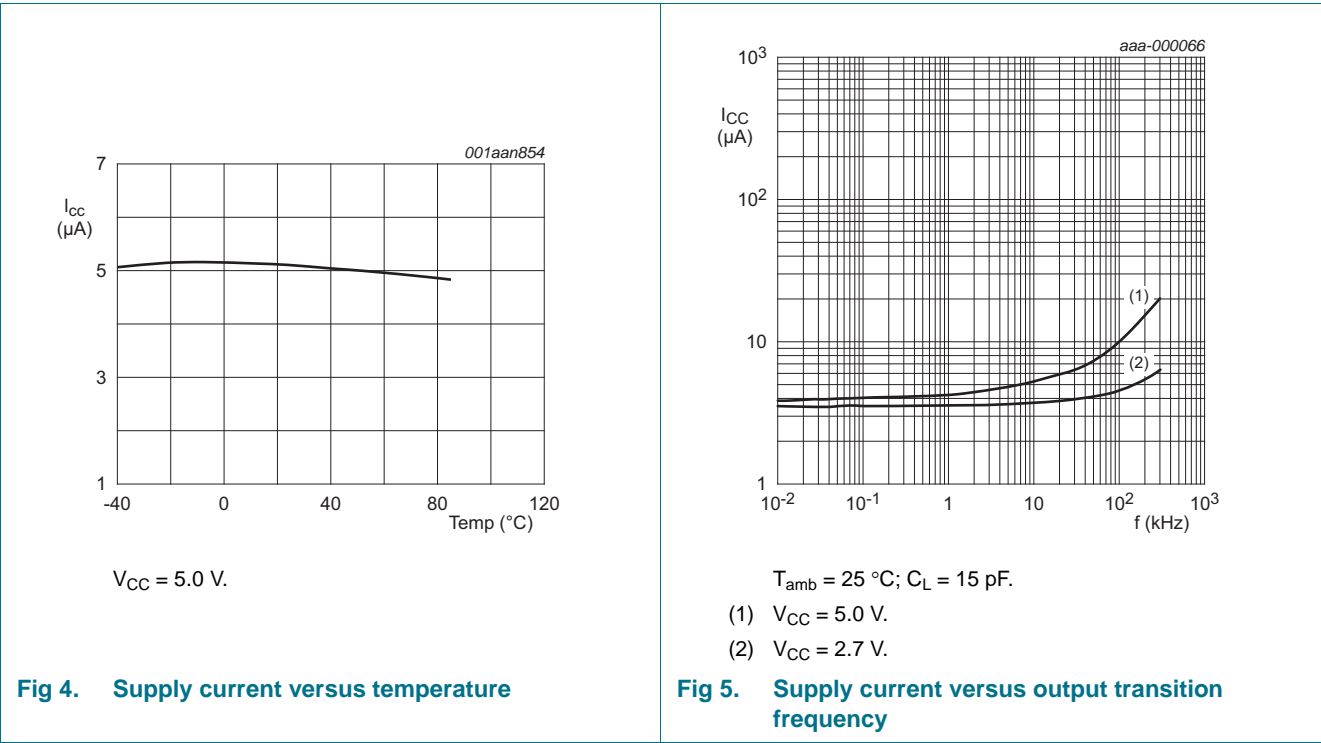 001aan854
7
I_cc
(μA)
5
3
1
-40 0 40 80 120
Temp (°C)
V_CC = 5.0 V.
Fig 4. Supply current versus temperature
aaa-000066
10^3
I_CC
(μA)
10^2
10
1
10^-2 10^-1 1 10 10^2 10^3
f (kHz)
(1)
(2)
T_amb = 25 °C; C_L = 15 pF.
(1) V_CC = 5.0 V.
(2) V_CC = 2.7 V.
Fig 5. Supply current versus output transition
frequency